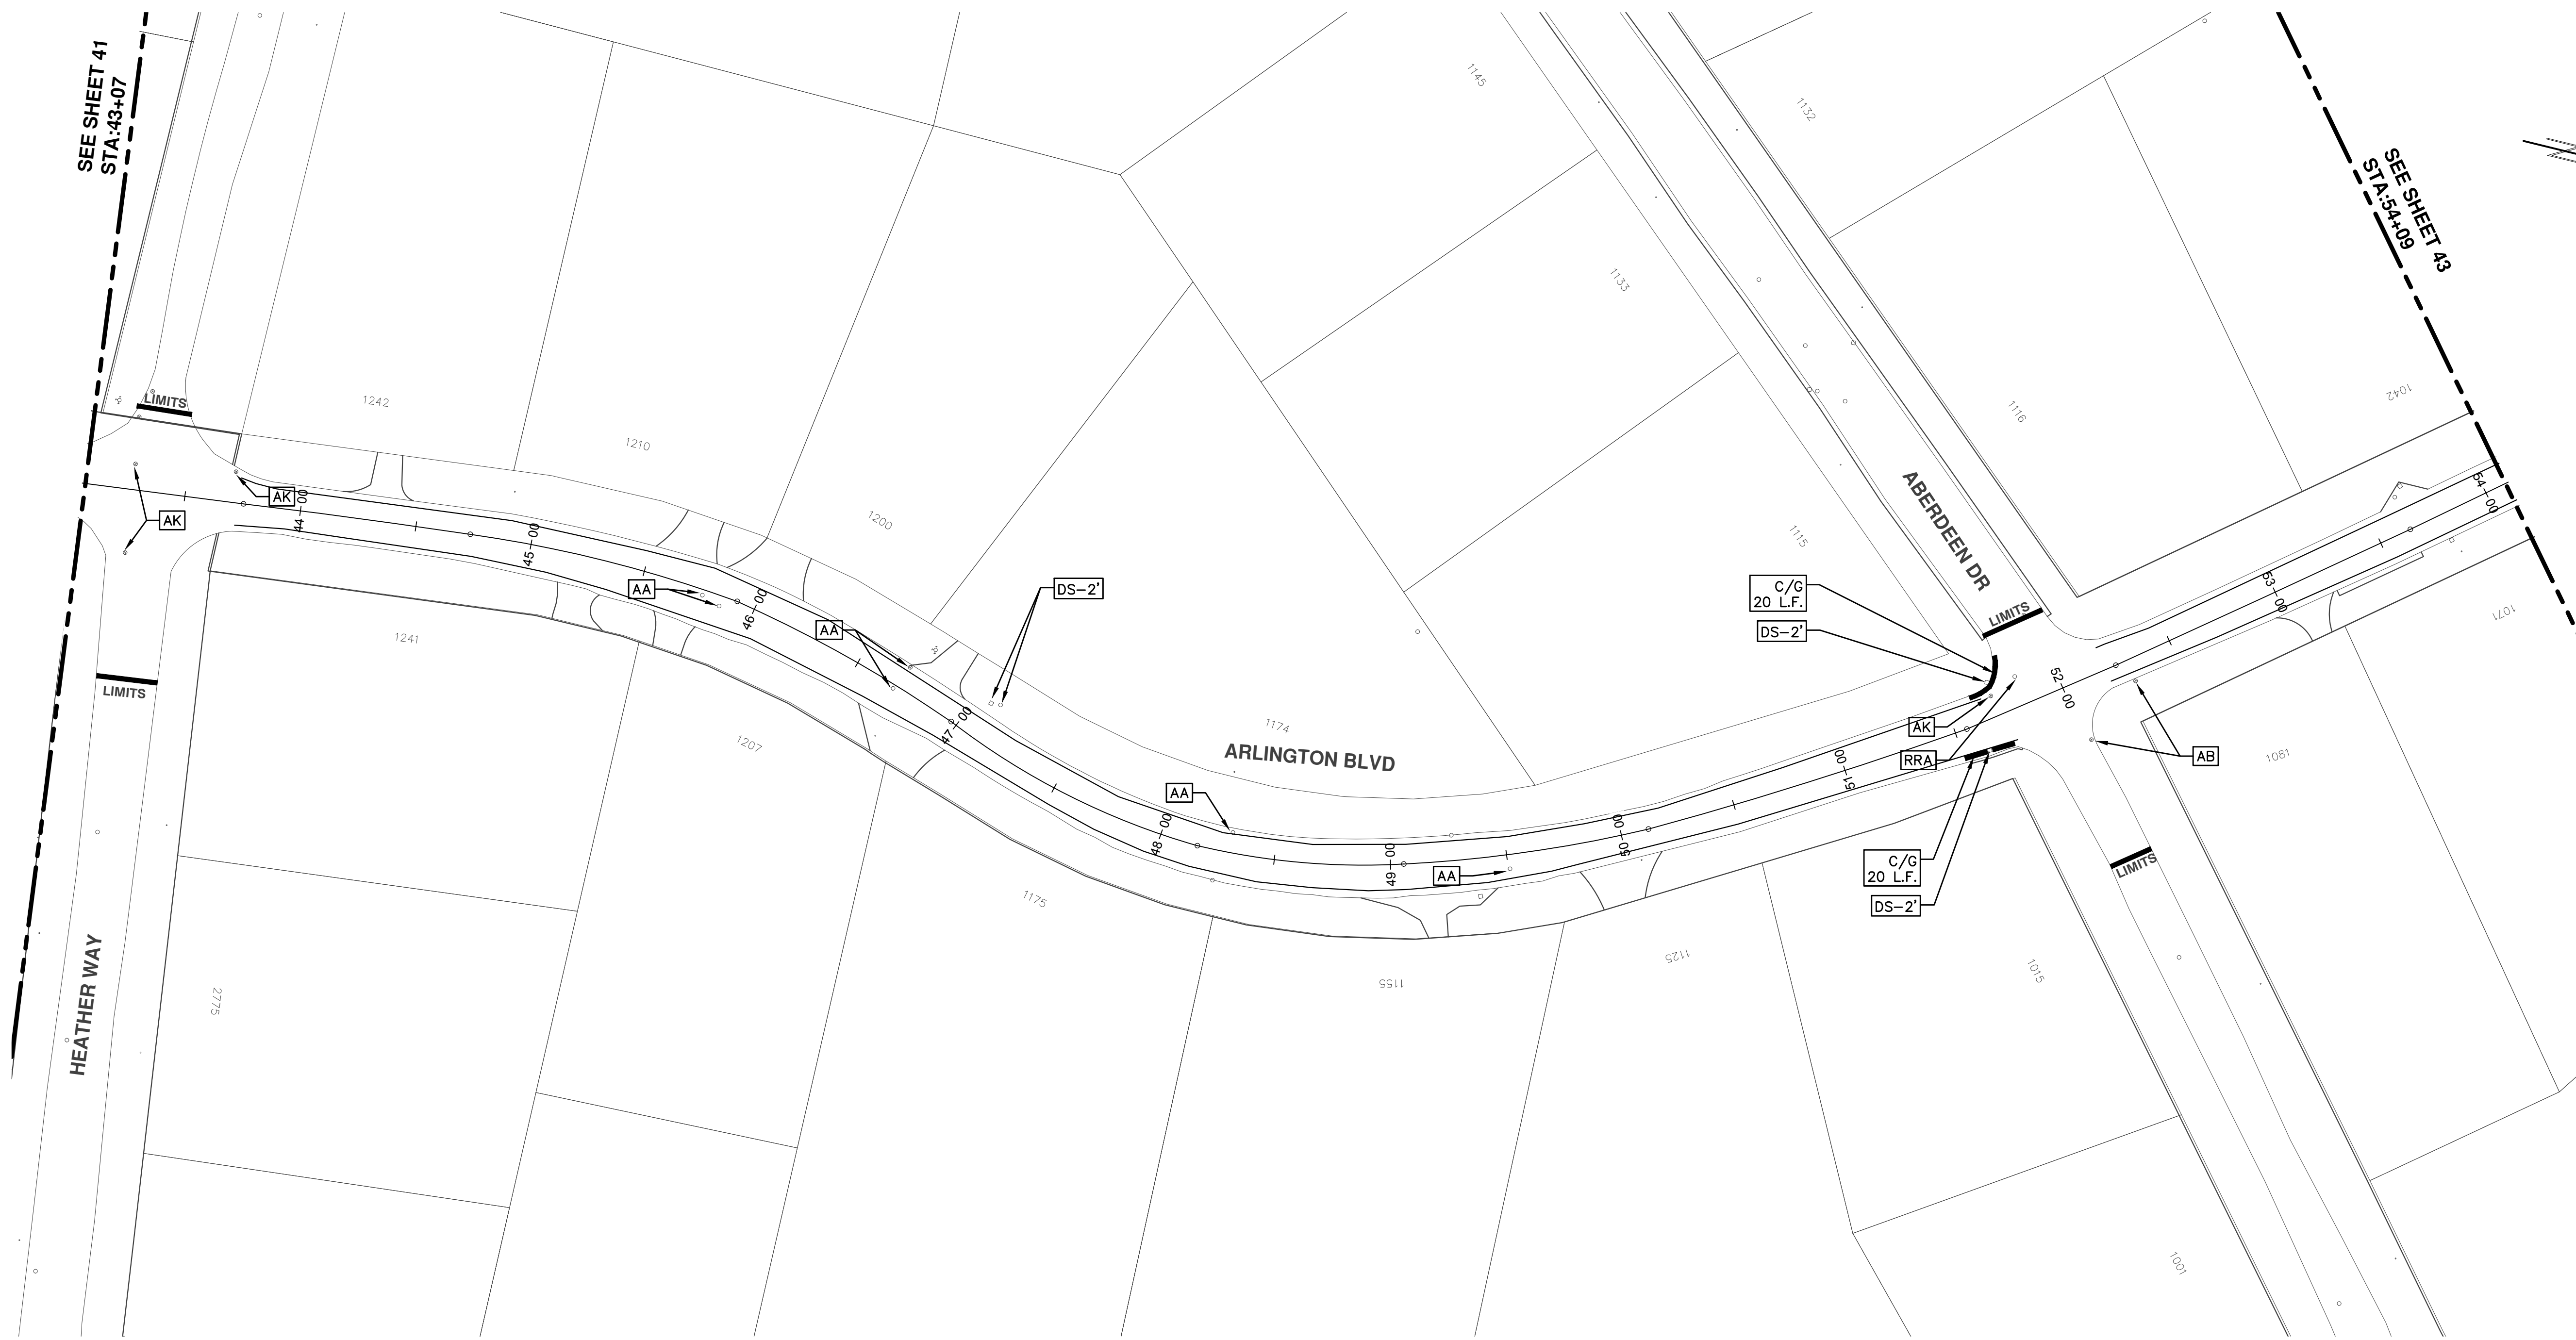 SEE SHEET 41
STA:43+07
1145
1132
SEE SHEET 43
STA:54+09
1133
LIMITS
1242
1042
1116
1210
ABERDEEN DR
AK
44+00
54+00
AK
1200
45+00
1115
AA
DS-2'
C/G
20 L.F.
53+00
46+00
LIMITS
1071
AA
DS-2'
1241
52+00
LIMITS
47+00
1174
AK
1207
ARLINGTON BLVD
RRA
AB
1081
51+00
AA
48+00
50+00
49+00
AA
C/G
20 L.F.
LIMITS
1175
DS-2'
HEATHER WAY
1155
1125
1015
2775
1001